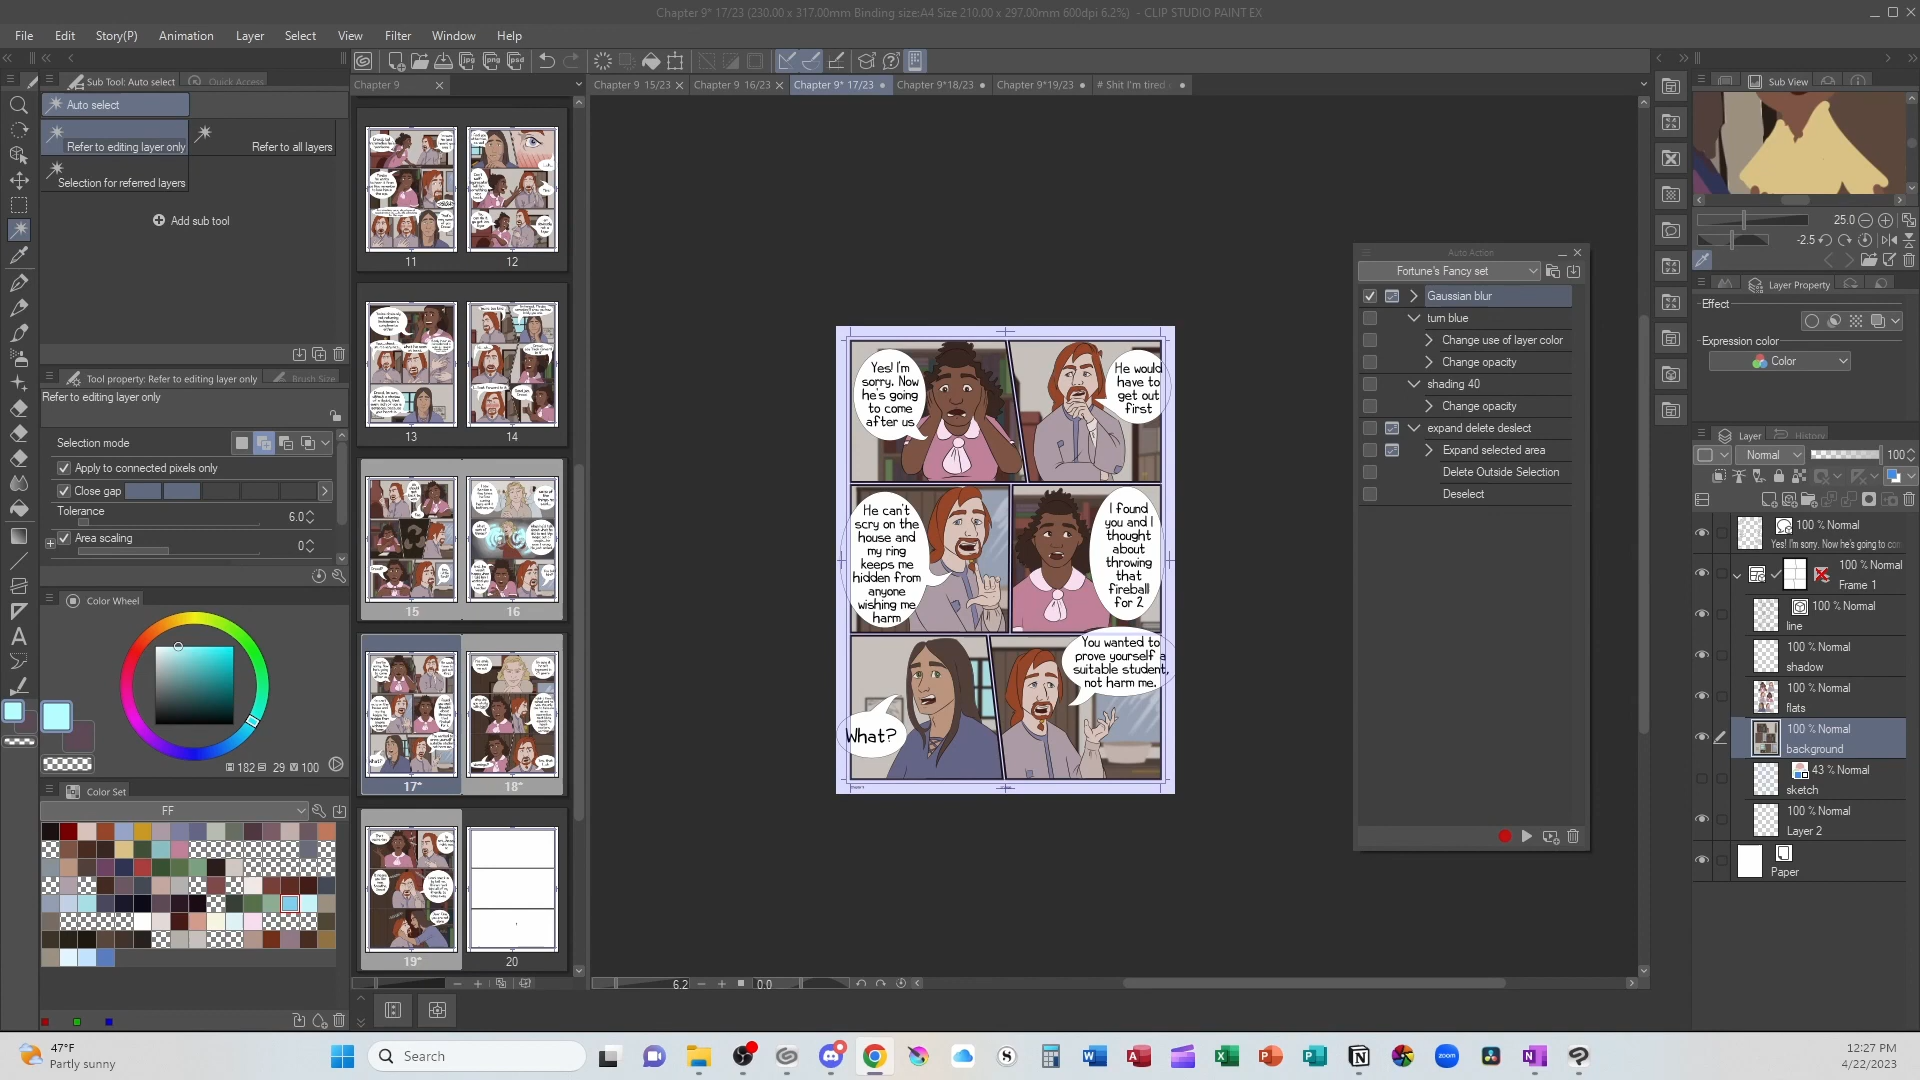 Chapter 9* 17/23 (230.00 x 317.00mm Binding size:A4 Size 210.00 x 297.00mm 600dpi 6.2%) - CLIP STUDIO PAINT EX
File Edit Story(P) Animation Layer Select View Filter Window Help
Sub Tool: Auto select Quick Access
Auto select
Refer to editing layer only
Refer to all layers
Selection for referred layers
Add sub tool
Tool property: Refer to editing layer only Brush Size
Refer to editing layer only
Selection mode
Apply to connected pixels only
Close gap
Tolerance
6.0
Area scaling
0
Color Wheel
182 29 100
Color Set
FF
Chapter 9
11 12
13 14
15 16
17* 18*
19* 20
Chapter 9 15/23
Chapter 9 16/23
Chapter 9* 17/23
Chapter 9*18/23
Chapter 9*19/23
# Shit I'm tired
Yes! I'm
sorry. Now
he's going
to come
after us
He would
have to
get out
first
He can't
scry on the
house and
my ring
keeps me
hidden from
anyone
wishing me
harm
I found
you and I
thought
about
throwing
that
fireball
for 2
What?
You wanted to
prove yourself a
suitable student,
not harm me.
6.2
0.0
Auto Action
Fortune's Fancy set
Gaussian blur
turn blue
Change use of layer color
Change opacity
shading 40
Change opacity
expand delete deslect
Expand selected area
Delete Outside Selection
Deselect
Sub View
25.0
-2.5
Layer Property
Effect
Expression color
Color
Layer History
Normal 100
100 % Normal
Yes! I'm sorry. Now he's going to com
100 % Normal
Frame 1
100 % Normal
line
100 % Normal
shadow
100 % Normal
flats
100 % Normal
background
43 % Normal
sketch
100 % Normal
Layer 2
Paper
47°F
Partly sunny
Search
zoom
12:27 PM
4/22/2023